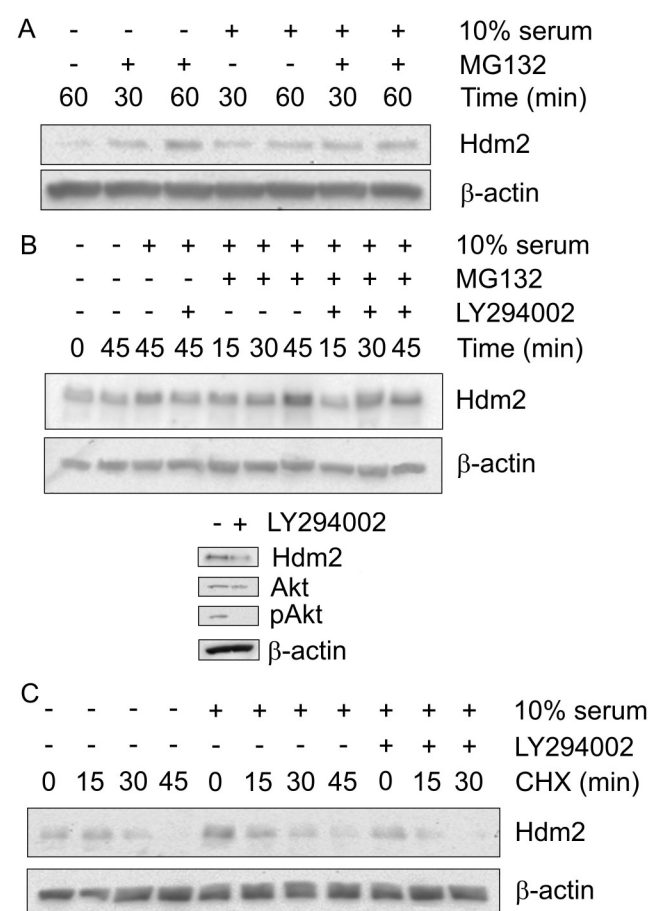 A - - - + + + + 10% serum
- + + - - + + MG132
60 30 60 30 60 30 60 Time (min)
Hdm2
β-actin
B - - + + + + + + + + 10% serum
- - - - + + + + + + MG132
- - - + - - - + + + LY294002
0 45 45 45 15 30 45 15 30 45 Time (min)
Hdm2
β-actin
- + LY294002
Hdm2
Akt
pAkt
β-actin
C - - - - + + + + + + + 10% serum
- - - - - - - - + + + LY294002
0 15 30 45 0 15 30 45 0 15 30 CHX (min)
Hdm2
β-actin